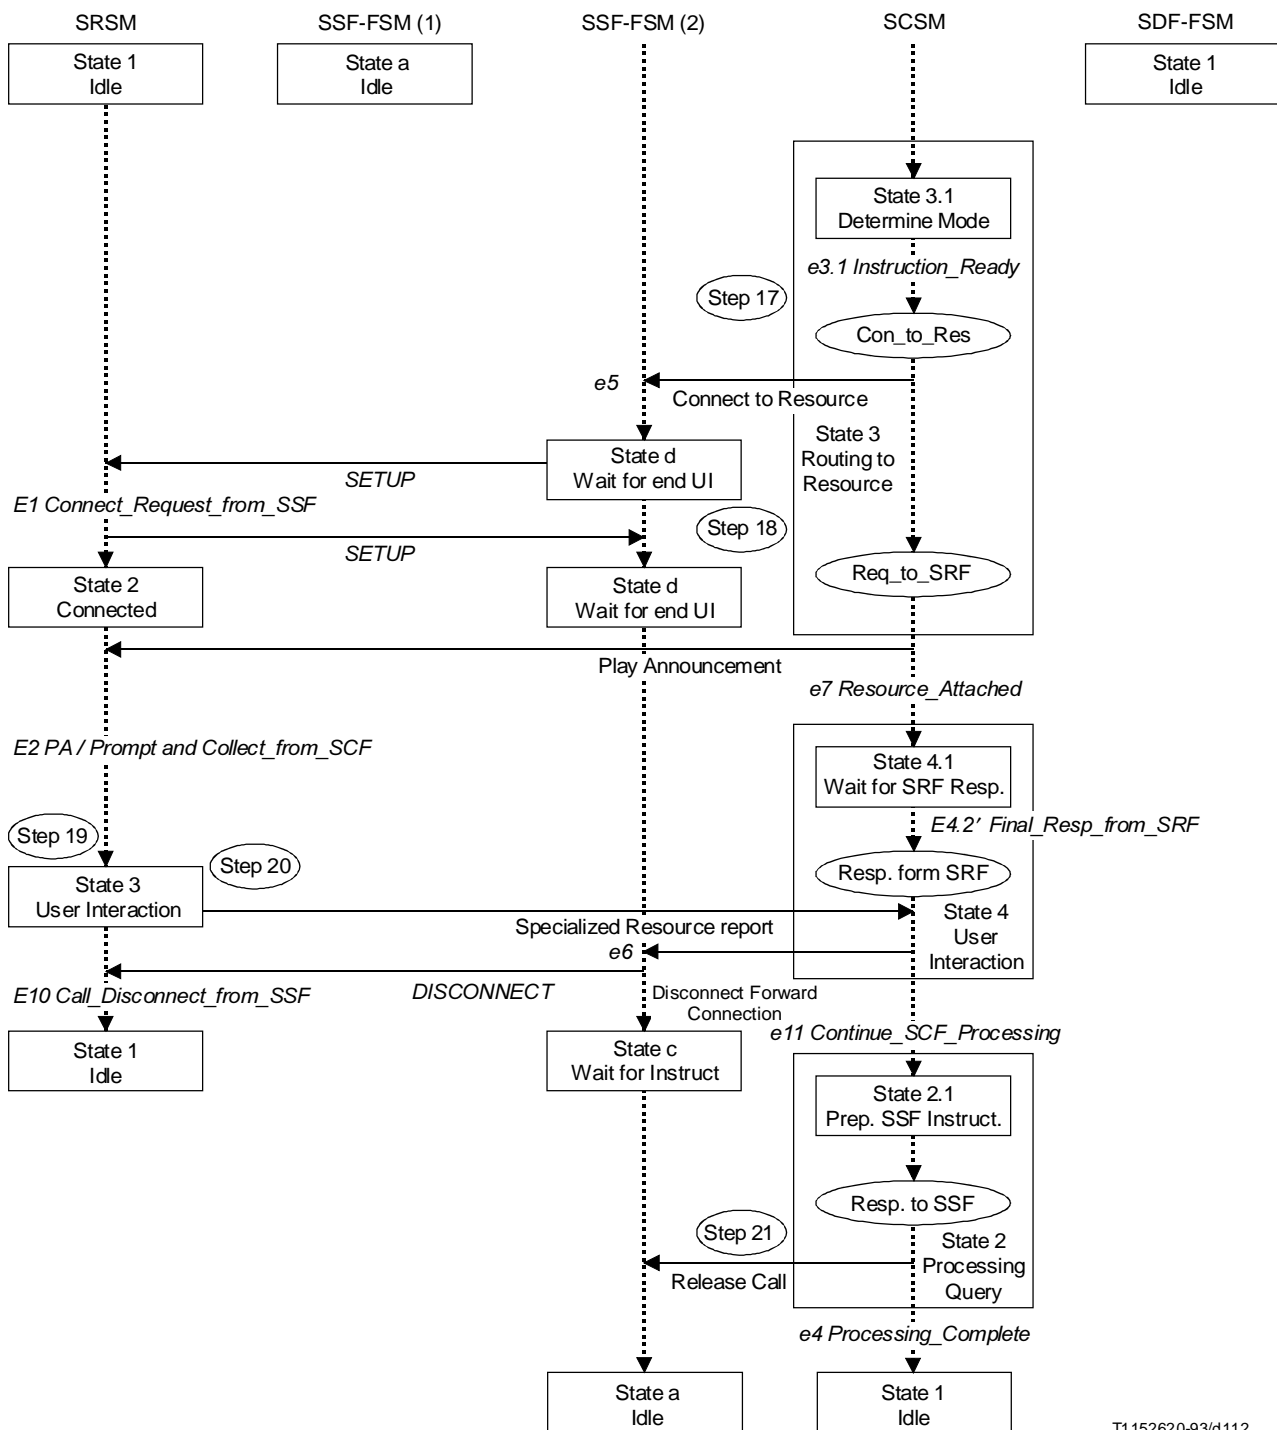 SRSM
SSF-FSM (1)
SSF-FSM (2)
SCSM
SDF-FSM
State 1
Idle
State a
Idle
State a
Idle
State 1
Idle
State 3.1
Determine Mode
e3.1 Instruction_Ready
Step 17
Con_to_Res
e5
Connect to Resource
State 3
Routing to
Resource
State d
Wait for end UI
SETUP
E1 Connect_Request_from_SSF
Step 18
SETUP
State 2
Connected
State d
Wait for end UI
Req_to_SRF
Play Announcement
e7 Resource_Attached
E2 PA / Prompt and Collect_from_SCF
State 4.1
Wait for SRF Resp.
E4.2' Final_Resp_from_SRF
Step 19
Step 20
Resp. form SRF
State 3
User Interaction
State 4
User
Interaction
Specialized Resource report
e6
E10 Call_Disconnect_from_SSF
DISCONNECT
Disconnect Forward
Connection
e11 Continue_SCF_Processing
State 1
Idle
State c
Wait for Instruct
State 2.1
Prep. SSF Instruct.
Resp. to SSF
Step 21
State 2
Processing
Query
Release Call
e4 Processing_Complete
State a
Idle
State 1
Idle
T1152620-93/d112